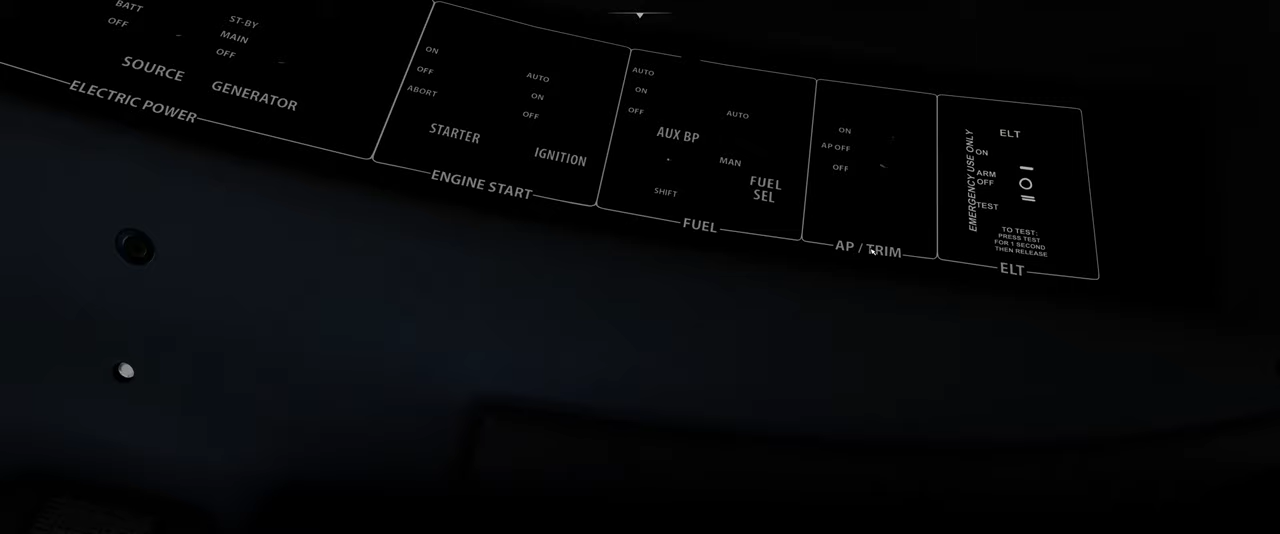 BATT
OFF
SOURCE
ST-BY
MAIN
OFF
GENERATOR
ELECTRIC POWER
ON
OFF
ABORT
STARTER
AUTO
ON
OFF
IGNITION
ENGINE START
AUTO
ON
OFF
AUX BP
SHIFT
AUTO
MAN
FUEL
SEL
FUEL
ON
AP OFF
OFF
AP / TRIM
EMERGENCY USE ONLY
ELT
ON
ARM
OFF
TEST
TO TEST:
PRESS TEST
FOR 1 SECOND
THEN RELEASE
ELT